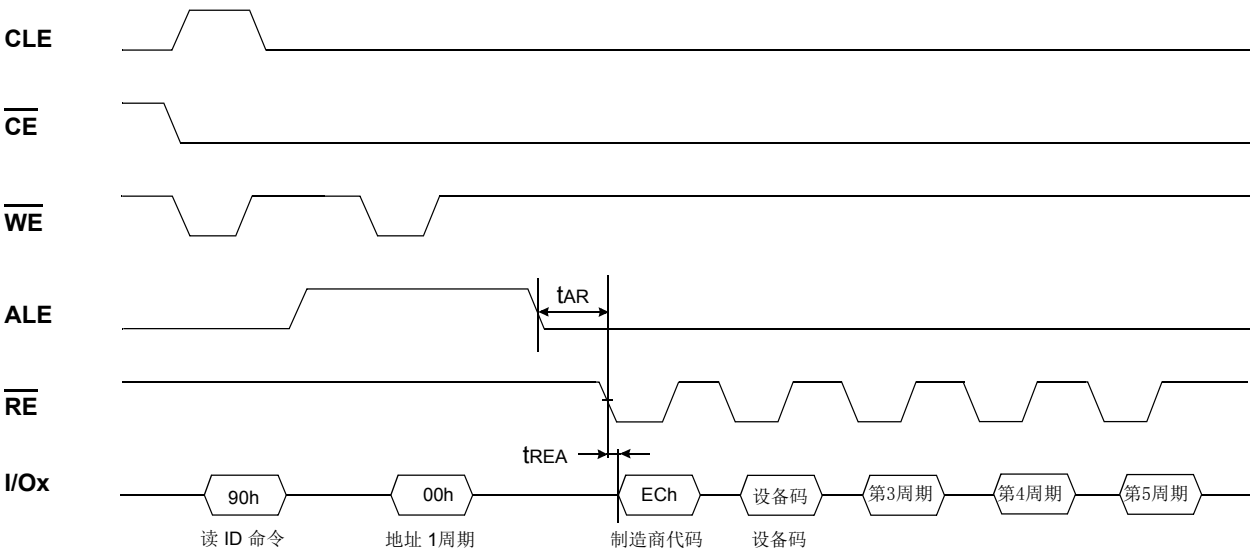 CLE
CE
WE
ALE
tAR
RE
tREA
I/Ox
90h
00h
ECh
设备码
第3周期
第4周期
第5周期
读 ID 命令
地址 1周期
制造商代码
设备码